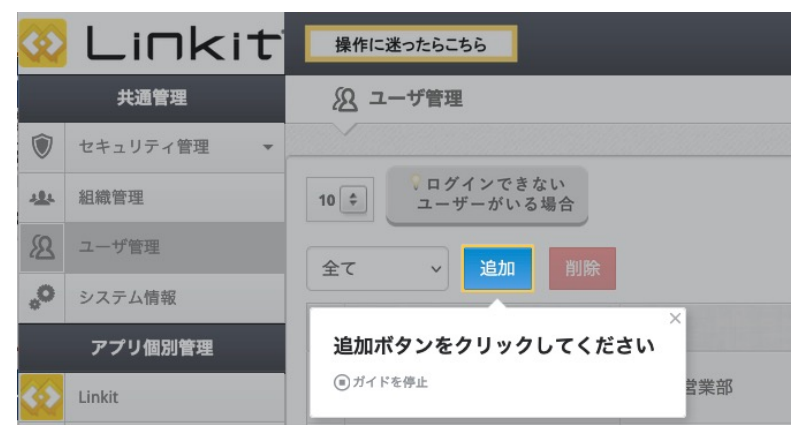 Linkit
操作に迷ったらこちら
共通管理
ユーザ管理
セキュリティ管理
組織管理
ユーザ管理
システム情報
アプリ個別管理
Linkit
10
ログインできない
ユーザーがいる場合
全て
追加
削除
追加ボタンをクリックしてください
ガイドを停止
営業部